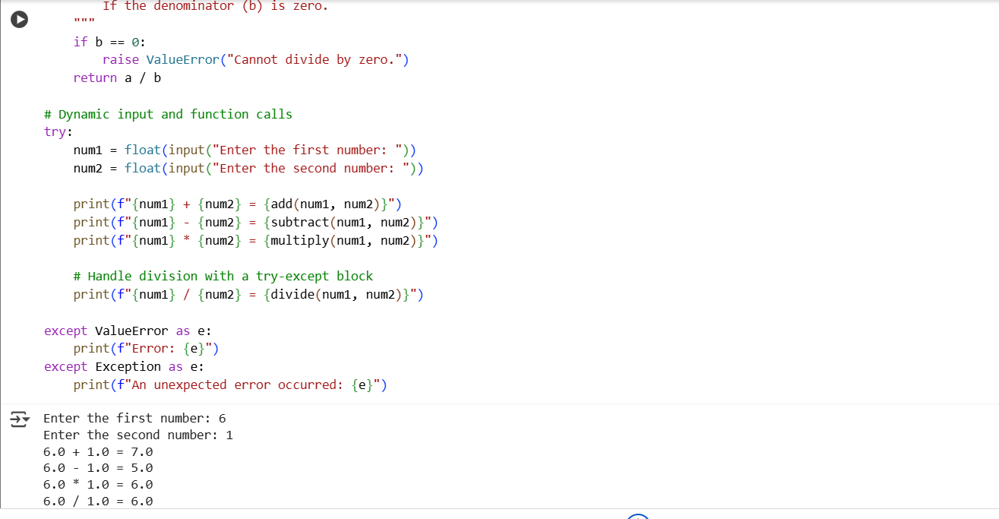 If the denominator (b) is zero.
    """
    if b == 0:
        raise ValueError("Cannot divide by zero.")
    return a / b

# Dynamic input and function calls
try:
    num1 = float(input("Enter the first number: "))
    num2 = float(input("Enter the second number: "))

    print(f"{num1} + {num2} = {add(num1, num2)}")
    print(f"{num1} - {num2} = {subtract(num1, num2)}")
    print(f"{num1} * {num2} = {multiply(num1, num2)}")

    # Handle division with a try-except block
    print(f"{num1} / {num2} = {divide(num1, num2)}")

except ValueError as e:
    print(f"Error: {e}")
except Exception as e:
    print(f"An unexpected error occurred: {e}")

Enter the first number: 6
Enter the second number: 1
6.0 + 1.0 = 7.0
6.0 - 1.0 = 5.0
6.0 * 1.0 = 6.0
6.0 / 1.0 = 6.0